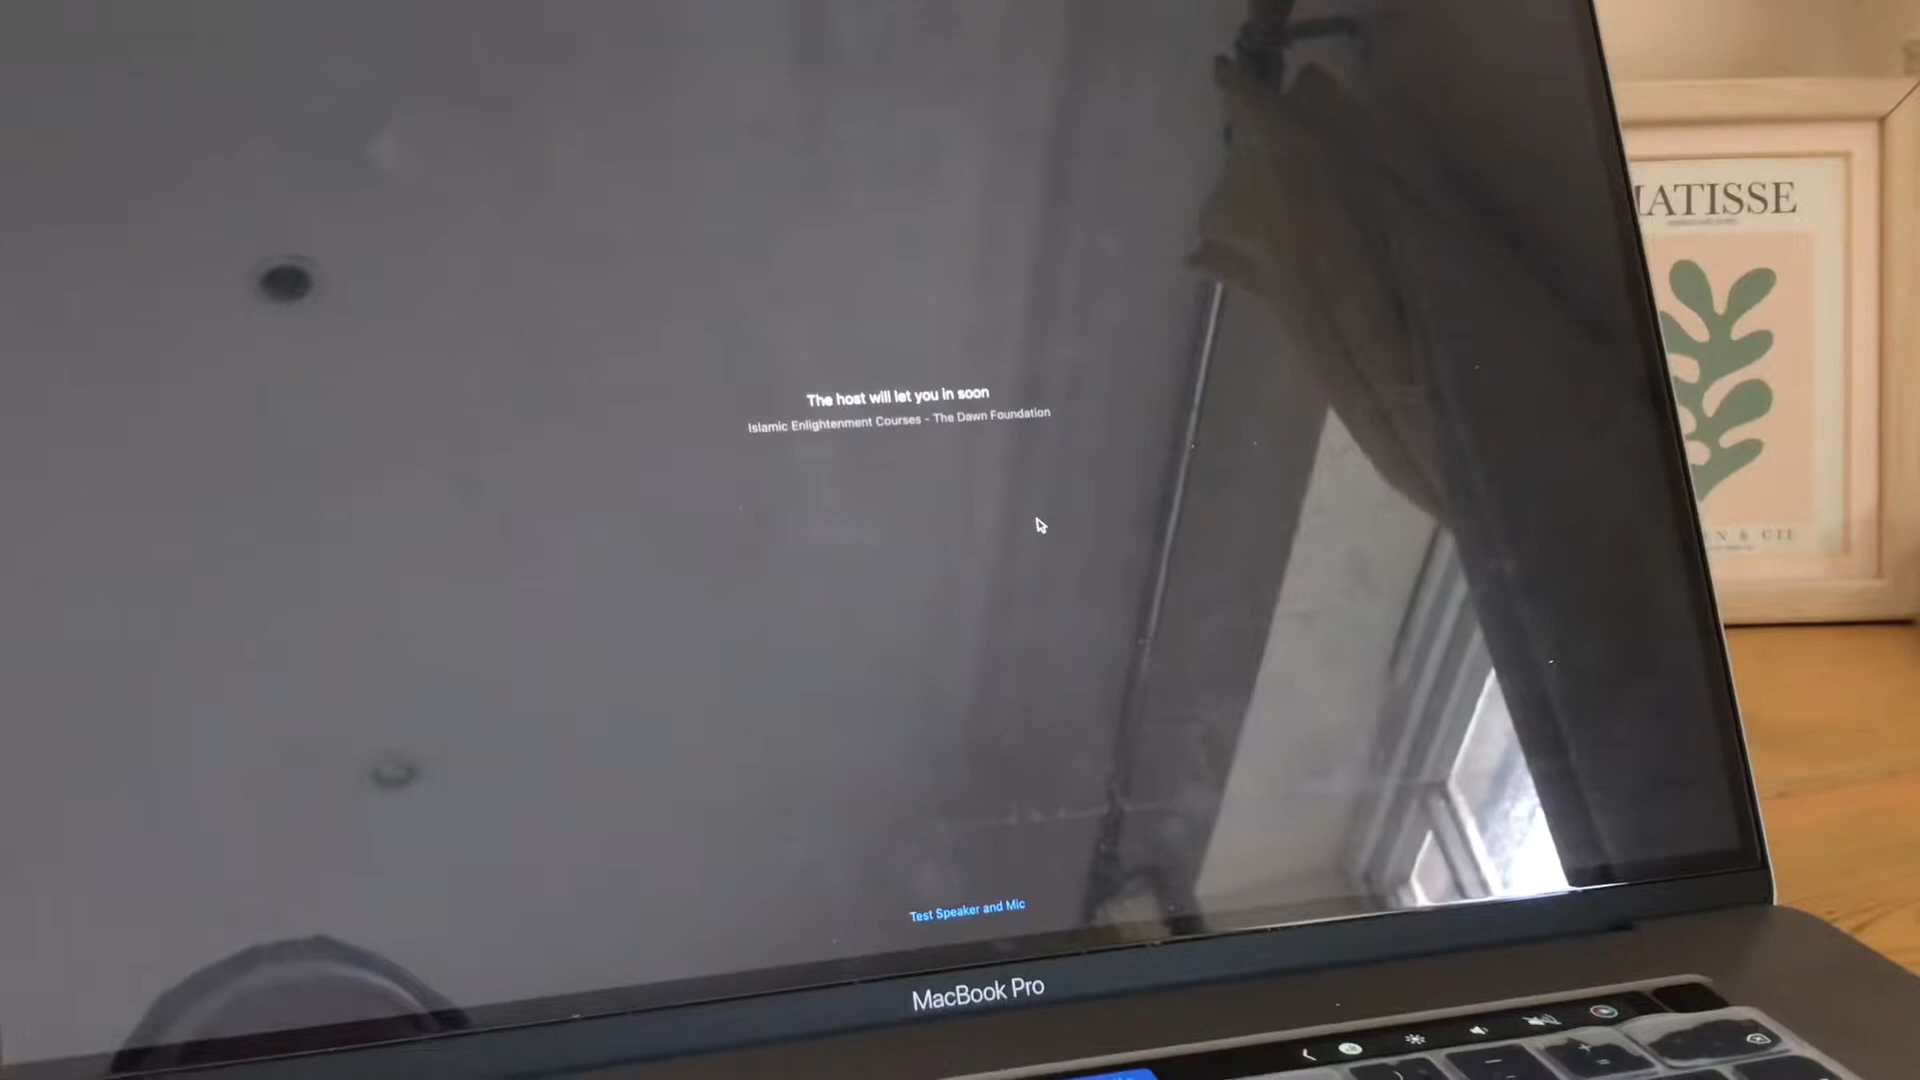 The host will let you in soon
Islamic Enlightenment Courses - The Dawn Foundation
Test Speaker and Mic
MacBook Pro
MATISSE